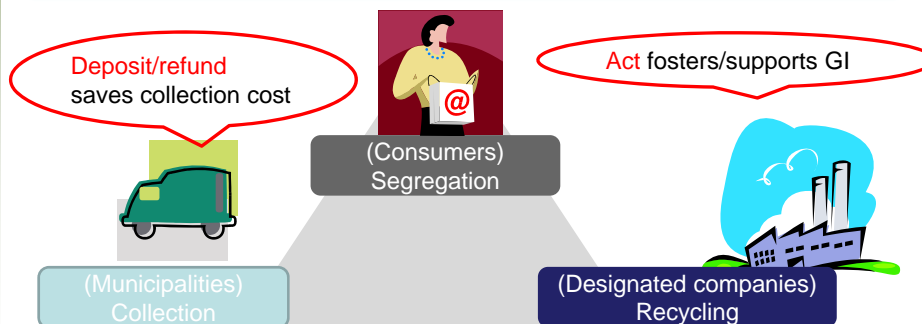 Deposit/refund
saves collection cost
Act fosters/supports GI
@
(Consumers)
Segregation
(Municipalities)
Collection
(Designated companies)
Recycling